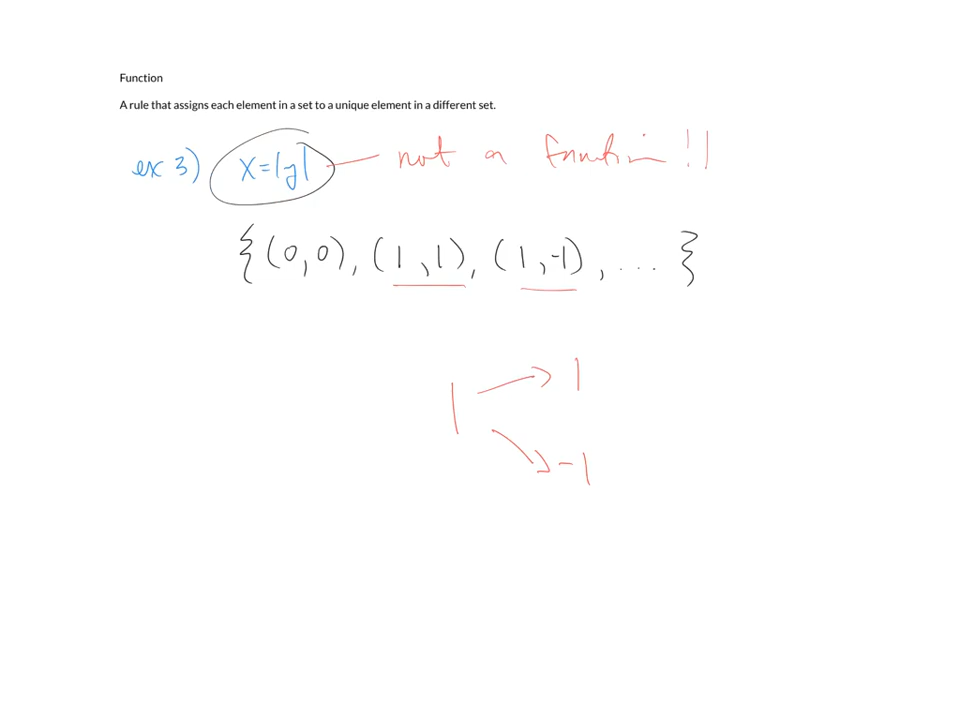 Function
A rule that assigns each element in a set to a unique element in a different set.
ex 3) x=|y| not a function!!
{(0,0), (1,1), (1,-1), ... }
1
1
-1